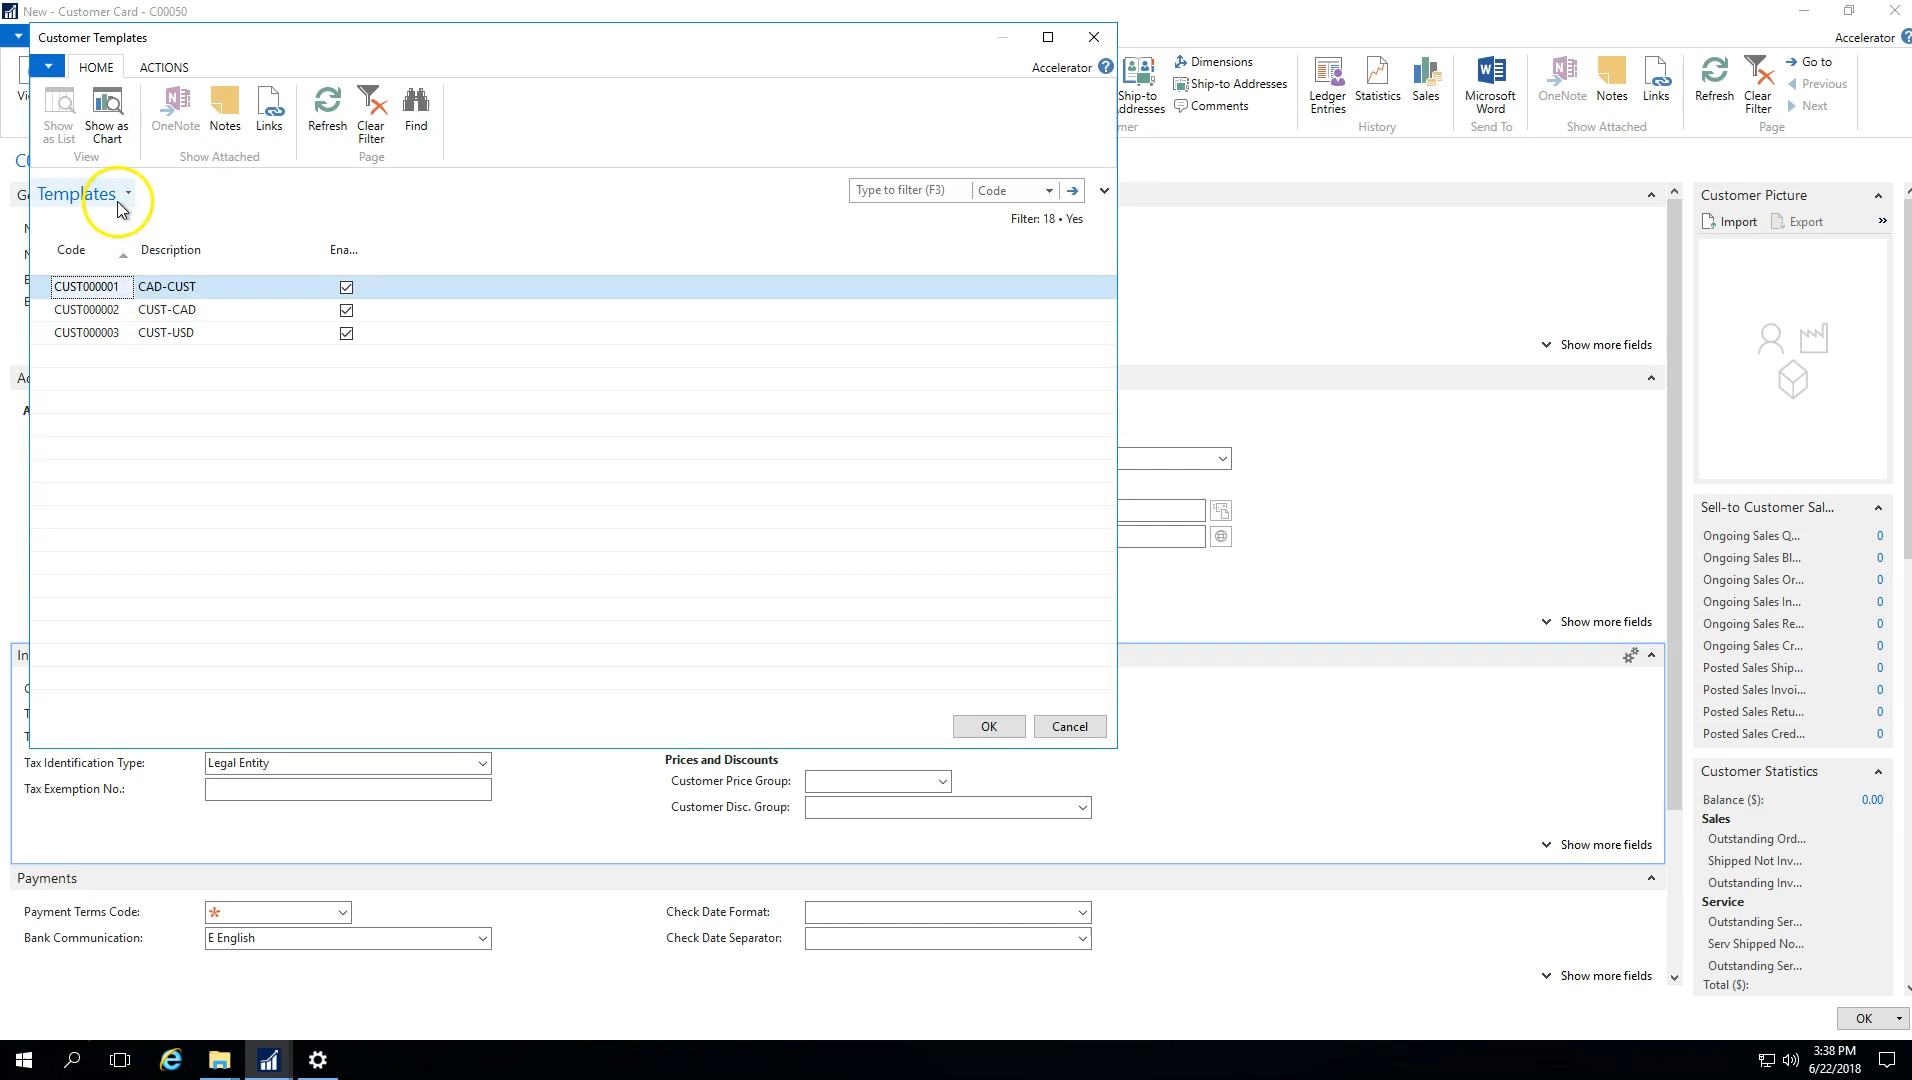 New - Customer Card - C00050
Customer Templates
Accelerator
HOME
ACTIONS
Accelerator
Show as List
Show as Chart
View
OneNote
Notes
Links
Show Attached
Refresh
Clear Filter
Find
Page
Ship-to Addresses
Dimensions
Ship-to Addresses
Comments
Ledger Entries
Statistics
Sales
History
Microsoft Word
Send To
OneNote
Notes
Links
Show Attached
Refresh
Clear Filter
Go to
Previous
Next
Page
Templates
Type to filter (F3)
Code
Filter: 18 • Yes
Code
Description
Ena...
CUST000001 CAD-CUST
CUST000002 CUST-CAD
CUST000003 CUST-USD
OK
Cancel
Show more fields
Show more fields
Tax Identification Type: Legal Entity
Tax Exemption No.:
Prices and Discounts
Customer Price Group:
Customer Disc. Group:
Show more fields
Payments
Payment Terms Code: *
Bank Communication: E English
Check Date Format:
Check Date Separator:
Show more fields
Customer Picture
Import
Export
Sell-to Customer Sal...
Ongoing Sales Q... 0
Ongoing Sales Bl... 0
Ongoing Sales Or... 0
Ongoing Sales In... 0
Ongoing Sales Re... 0
Ongoing Sales Cr... 0
Posted Sales Ship... 0
Posted Sales Invoi... 0
Posted Sales Retu... 0
Posted Sales Cred... 0
Customer Statistics
Balance ($): 0.00
Sales
Outstanding Ord...
Shipped Not Inv...
Outstanding Inv...
Service
Outstanding Ser...
Serv Shipped No...
Outstanding Ser...
Total ($):
OK
3:38 PM
6/22/2018